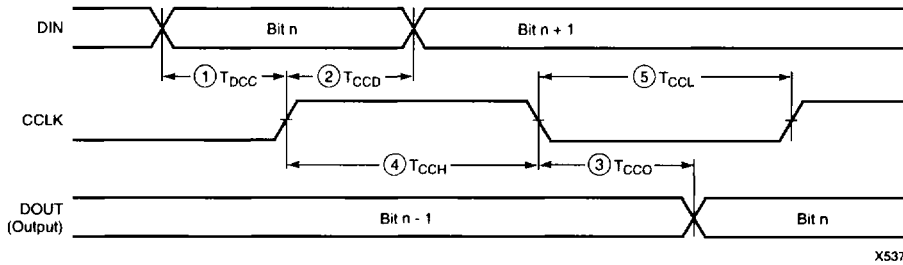 DIN
Bit n
Bit n + 1
① T_DCC
② T_CCD
⑤ T_CCL
CCLK
④ T_CCH
③ T_CCO
DOUT
(Output)
Bit n - 1
Bit n
X537